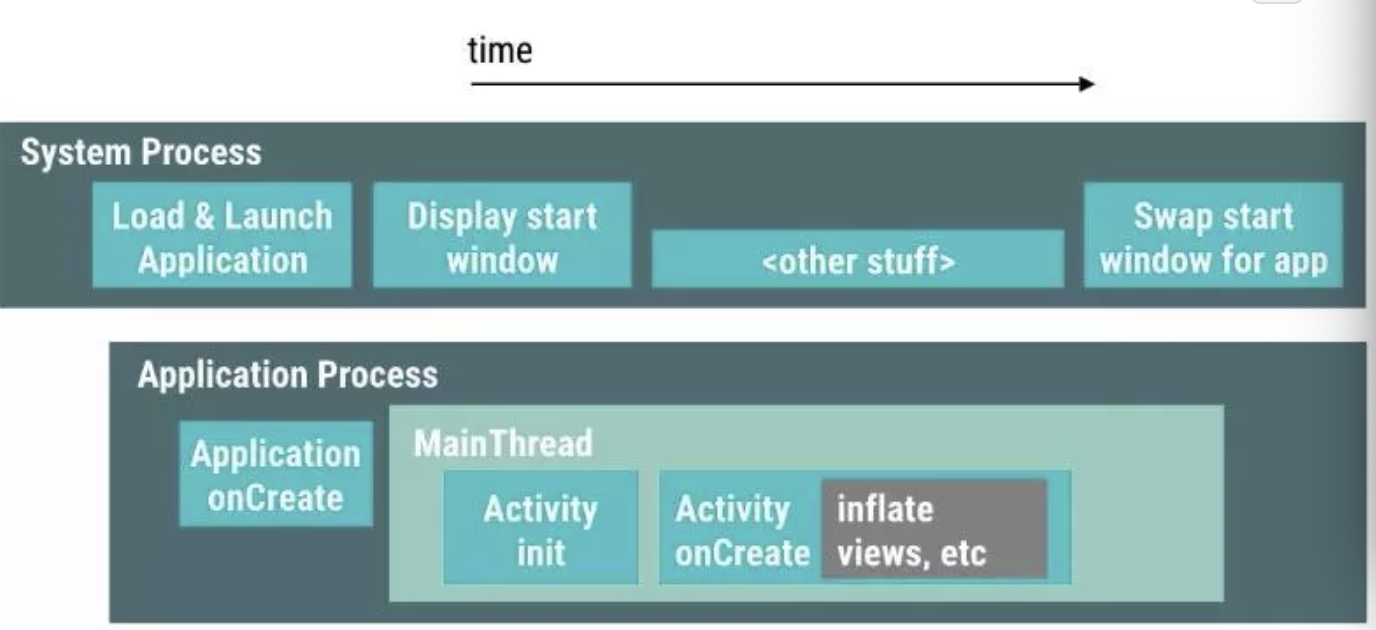 time
System Process
Load & Launch
Application
Display start
window
<other stuff>
Swap start
window for app
Application Process
Application
onCreate
MainThread
Activity
init
Activity
onCreate
inflate
views, etc